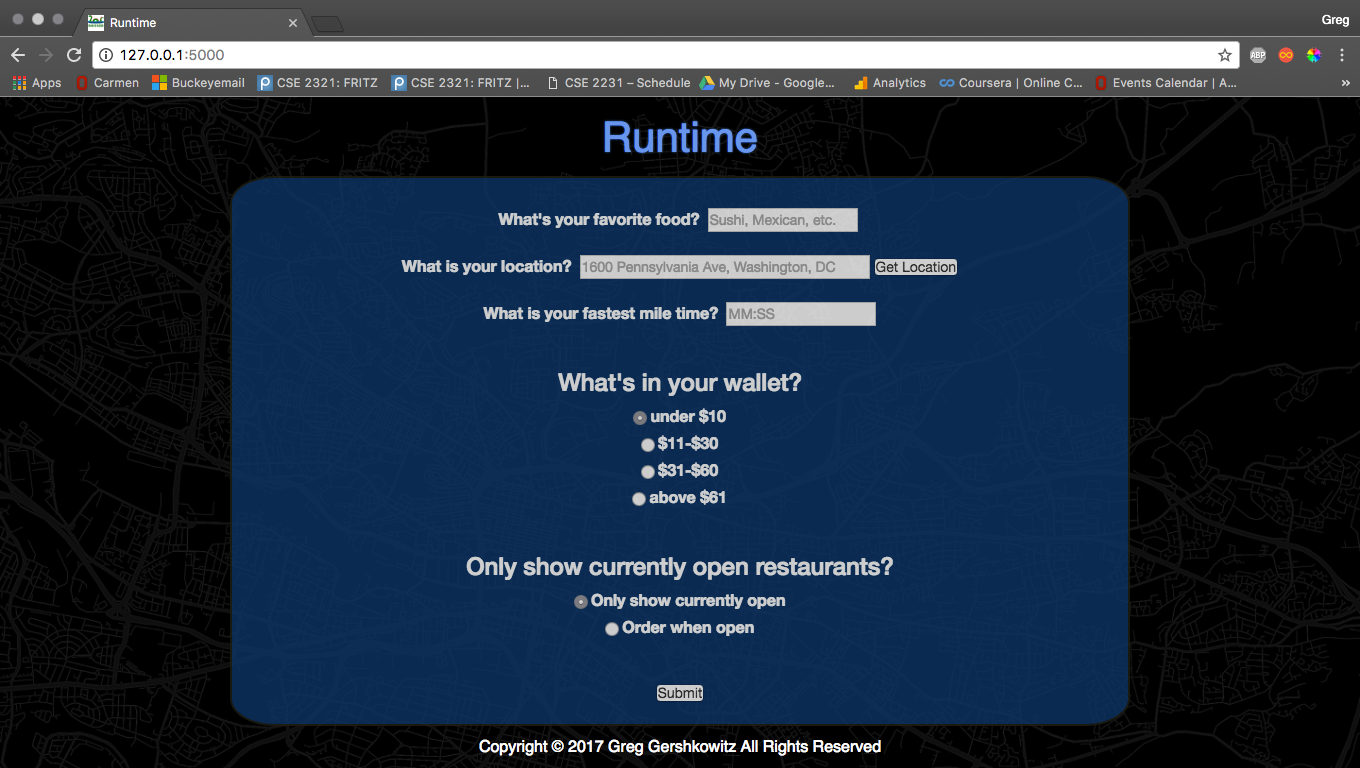 Runtime
Greg
127.0.0.1:5000
ABP
Apps Carmen Buckeyemail CSE 2321: FRITZ CSE 2321: FRITZ |... CSE 2231 – Schedule My Drive - Google... Analytics Coursera | Online C... Events Calendar | A... »
Runtime
What's your favorite food? Sushi, Mexican, etc.
What is your location? 1600 Pennsylvania Ave, Washington, DC Get Location
What is your fastest mile time? MM:SS
What's in your wallet?
under $10
$11-$30
$31-$60
above $61
Only show currently open restaurants?
Only show currently open
Order when open
Submit
Copyright © 2017 Greg Gershkowitz All Rights Reserved